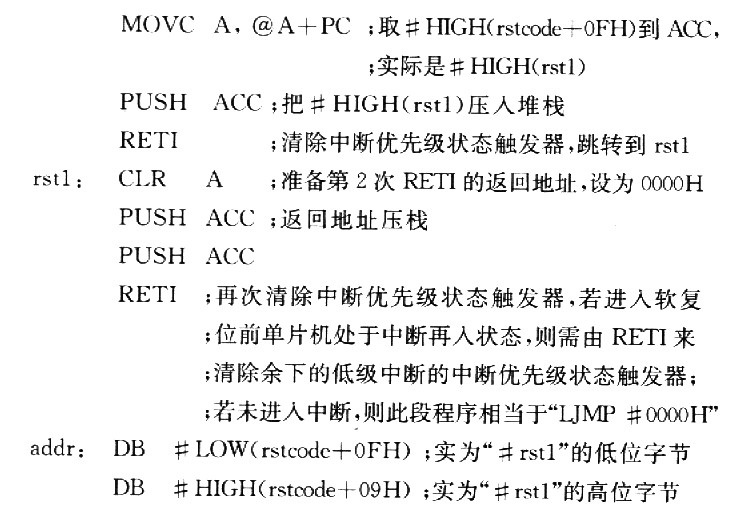 MOVC A, @A+PC ;取#HIGH(rstcode+0FH)到 ACC,
;实际是#HIGH(rst1)
PUSH ACC ;把#HIGH(rst1)压入堆栈
RETI ;清除中断优先级状态触发器,跳转到 rst1
rst1: CLR A ;准备第 2 次 RETI 的返回地址,设为 0000H
PUSH ACC ;返回地址压栈
PUSH ACC
RETI ;再次清除中断优先级状态触发器,若进入软复
;位前单片机处于中断再入状态,则需由 RETI 来
;清除余下的低级中断的中断优先级状态触发器;
;若未进入中断,则此段程序相当于“LJMP #0000H”
addr: DB #LOW(rstcode+0FH) ;实为“#rst1”的低位字节
DB #HIGH(rstcode+09H) ;实为“#rst1”的高位字节